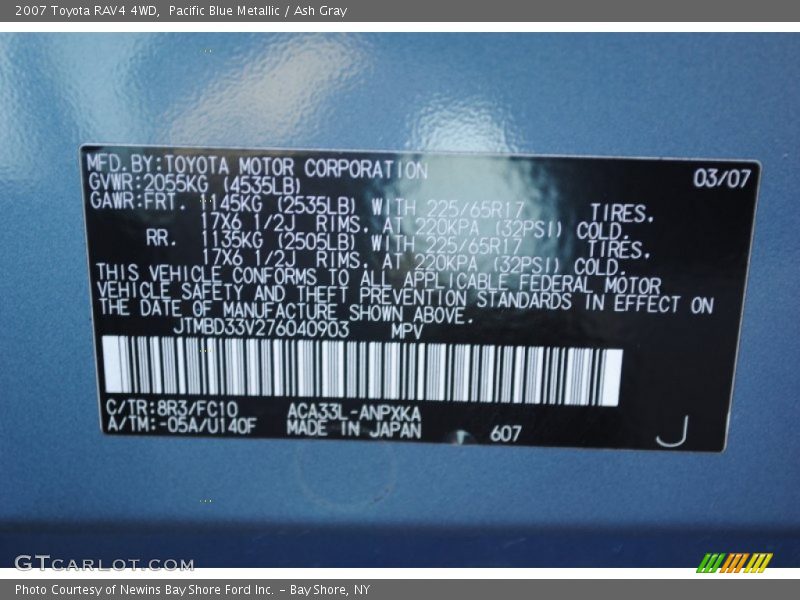 2007 Toyota RAV4 4WD, Pacific Blue Metallic / Ash Gray
MFD.BY:TOYOTA MOTOR CORPORATION 03/07
GVWR:2055KG (4535LB)
GAWR:FRT. 1145KG (2535LB) WITH 225/65R17 TIRES.
17X6 1/2J RIMS. AT 220KPA (32PSI) COLD.
RR. 1135KG (2505LB) WITH 225/65R17 TIRES.
17X6 1/2J RIMS. AT 220KPA (32PSI) COLD.
THIS VEHICLE CONFORMS TO ALL APPLICABLE FEDERAL MOTOR
VEHICLE SAFETY AND THEFT PREVENTION STANDARDS IN EFFECT ON
THE DATE OF MANUFACTURE SHOWN ABOVE.
JTMBD33V276040903 MPV
C/TR:8R3/FC10 ACA33L-ANPXKA
A/TM:-05A/U140F MADE IN JAPAN 607 J
GTCARLOT.COM
Photo Courtesy of Newins Bay Shore Ford Inc. - Bay Shore, NY